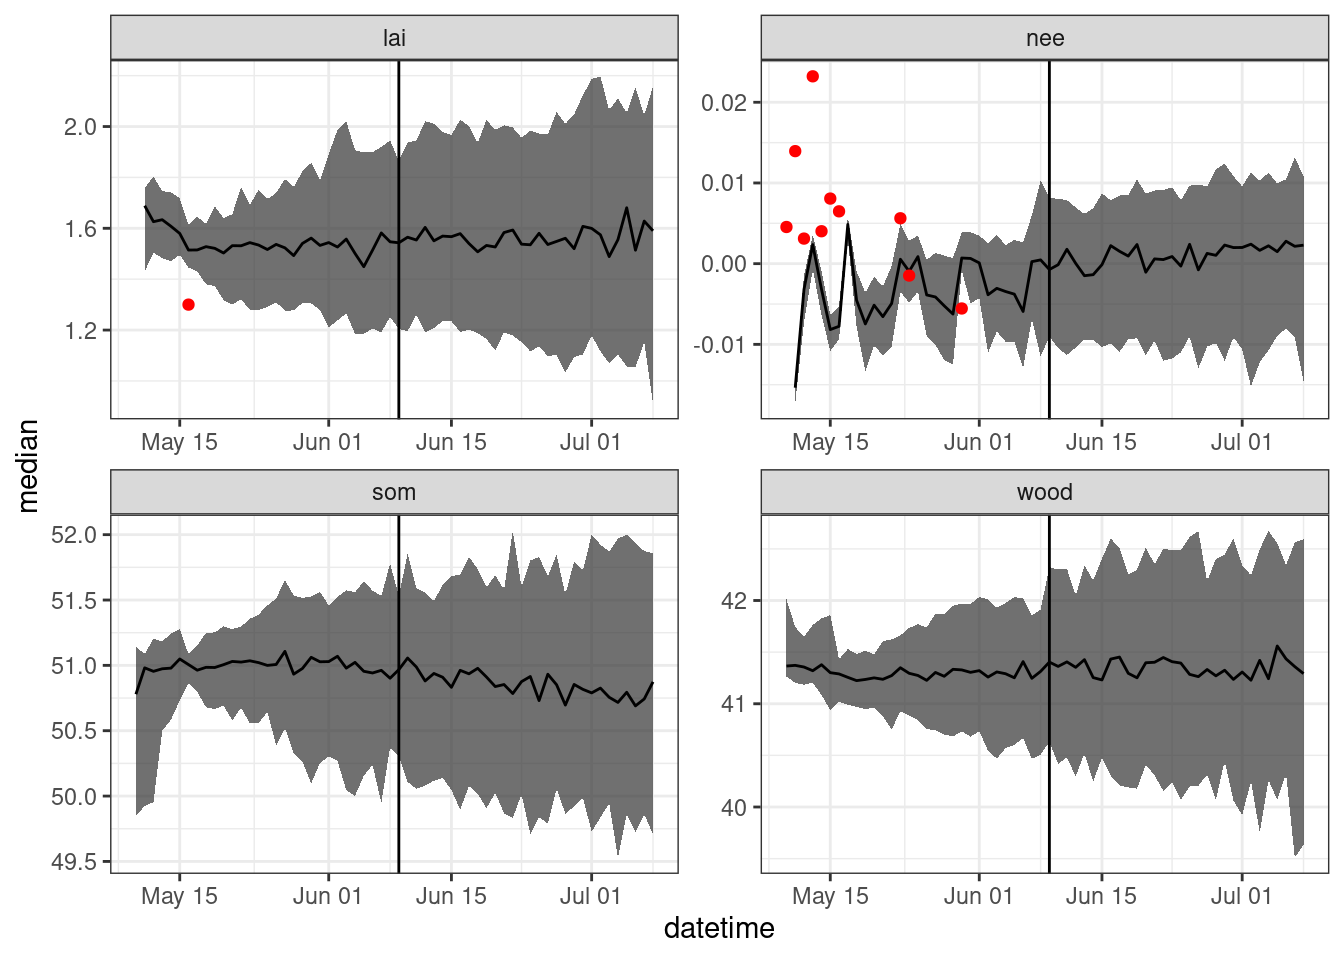 lai
nee
2.0
1.6
1.2
0.02
0.01
0.00
-0.01
May 15 Jun 01 Jun 15 Jul 01
May 15 Jun 01 Jun 15 Jul 01
median
som
wood
52.0
51.5
51.0
50.5
50.0
49.5
42
41
40
May 15 Jun 01 Jun 15 Jul 01
May 15 Jun 01 Jun 15 Jul 01
datetime